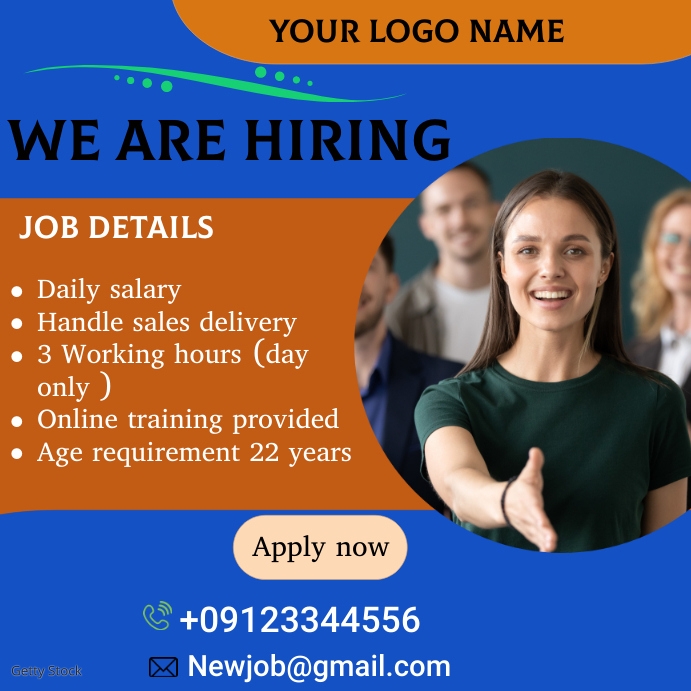 YOUR LOGO NAME
WE ARE HIRING
JOB DETAILS
• Daily salary
• Handle sales delivery
• 3 Working hours (day
only )
• Online training provided
• Age requirement 22 years
Apply now
+09123344556
Newjob@gmail.com
Getty Stock